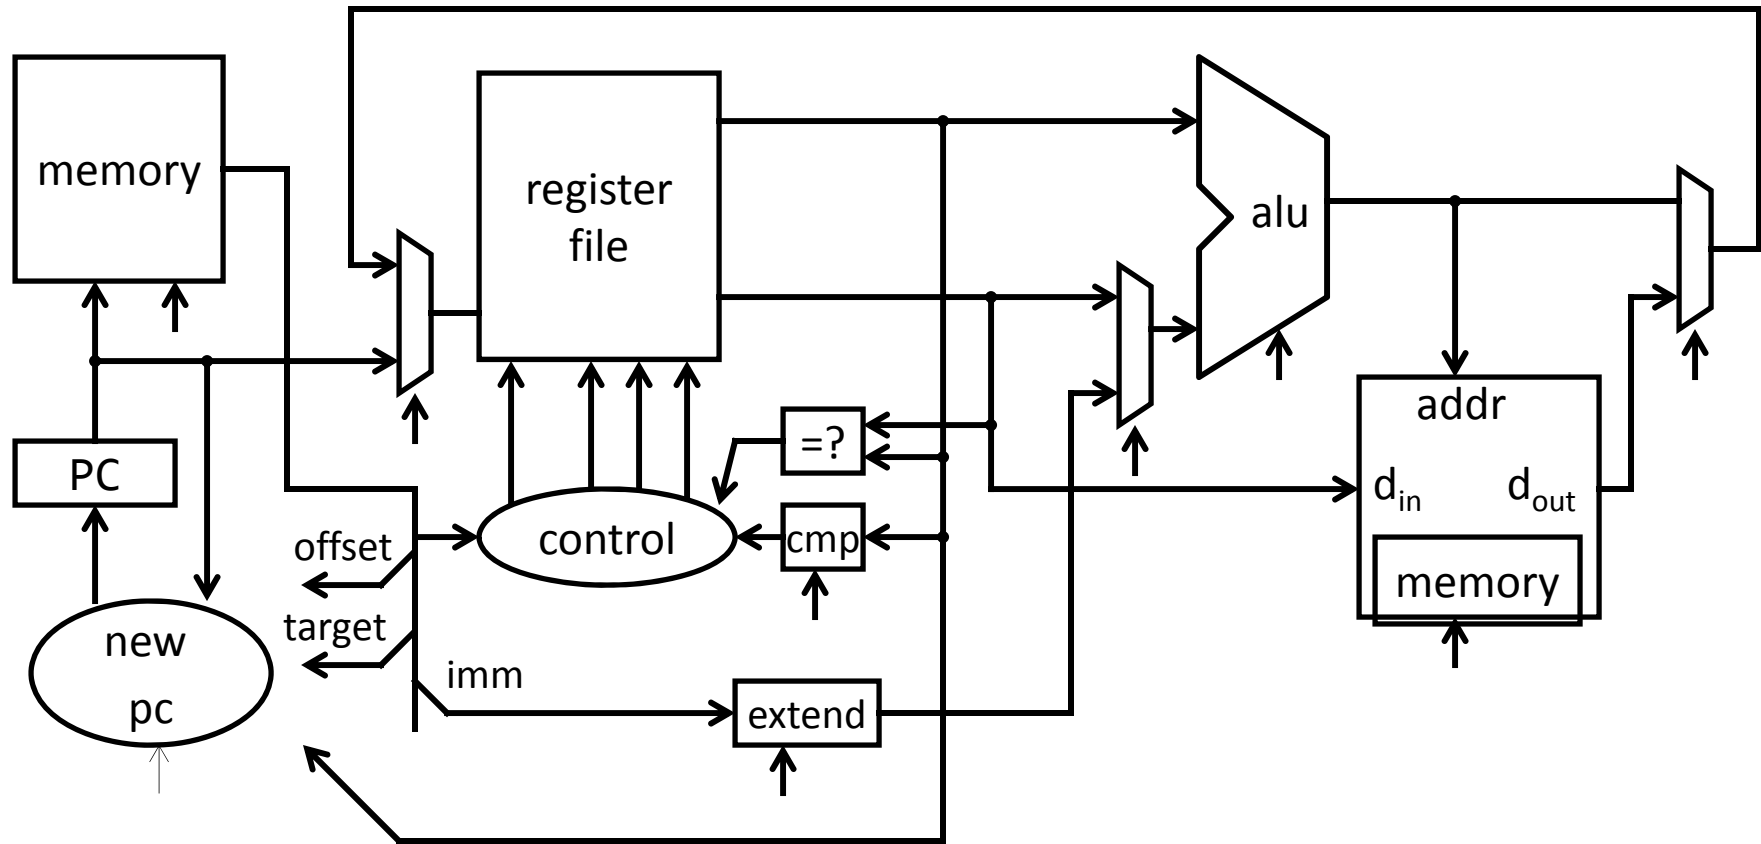 memory
register
file
alu
addr
=?
PC
d_in
d_out
control
cmp
offset
memory
target
new
pc
imm
extend